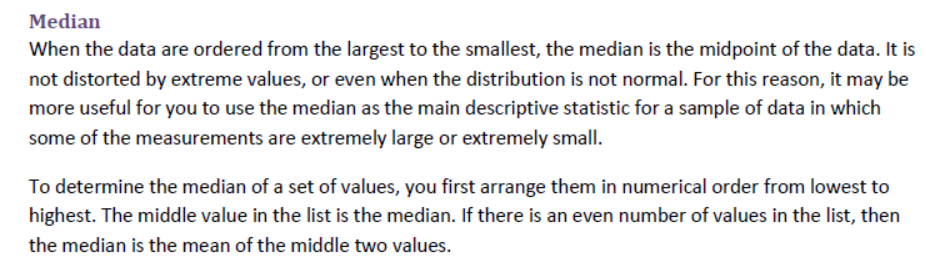 Median
When the data are ordered from the largest to the smallest, the median is the midpoint of the data. It is
not distorted by extreme values, or even when the distribution is not normal. For this reason, it may be
more useful for you to use the median as the main descriptive statistic for a sample of data in which
some of the measurements are extremely large or extremely small.
To determine the median of a set of values, you first arrange them in numerical order from lowest to
highest. The middle value in the list is the median. If there is an even number of values in the list, then
the median is the mean of the middle two values.